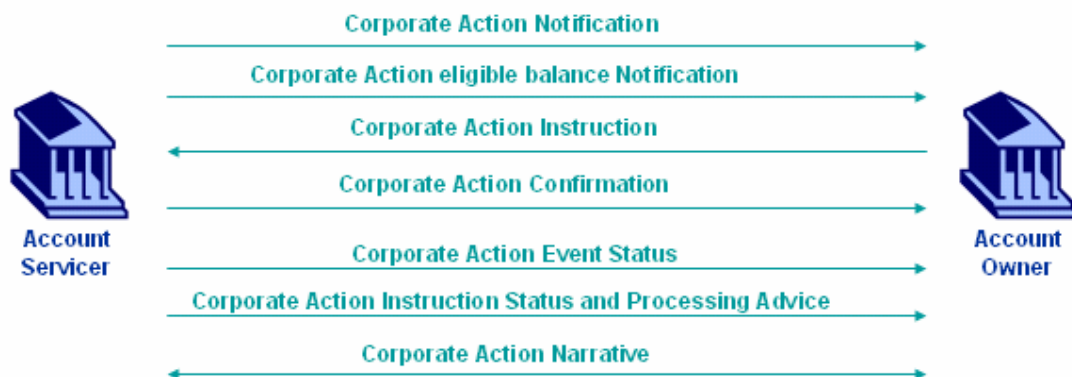 Corporate Action Notification
Corporate Action eligible balance Notification
Corporate Action Instruction
Corporate Action Confirmation
Account
Servicer
Account
Owner
Corporate Action Event Status
Corporate Action Instruction Status and Processing Advice
Corporate Action Narrative